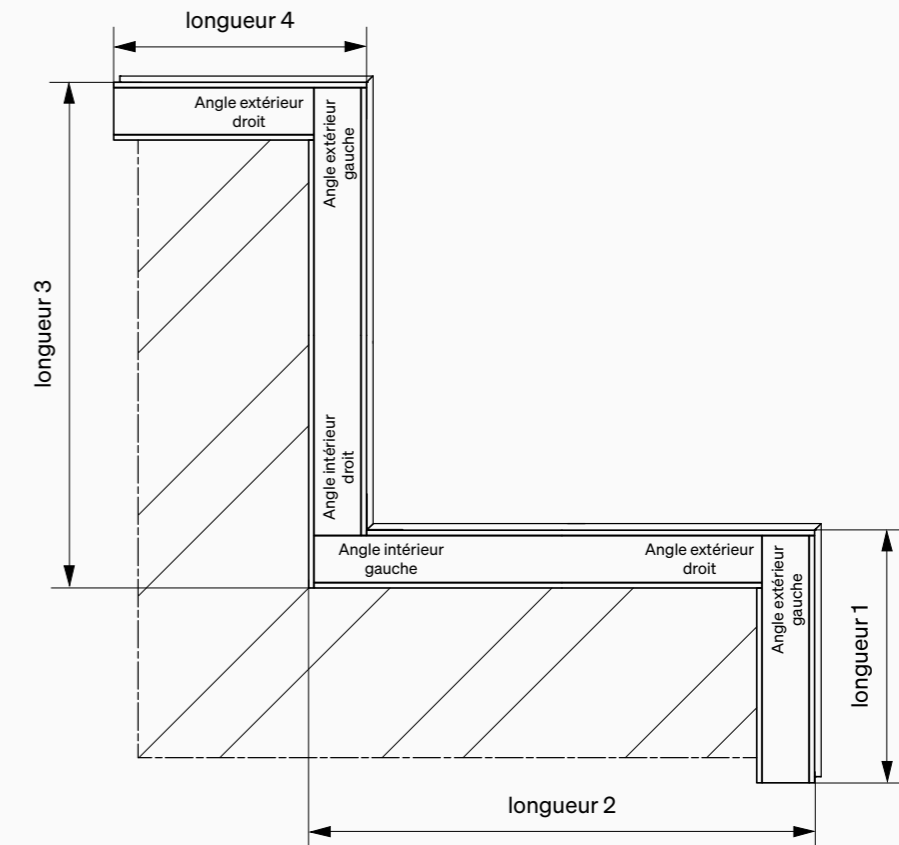 longueur 4
Angle extérieur
droit
Angle extérieur
gauche
longueur 3
Angle intérieur
droit
Angle intérieur
gauche
Angle extérieur
droit
Angle extérieur
gauche
longueur 1
longueur 2